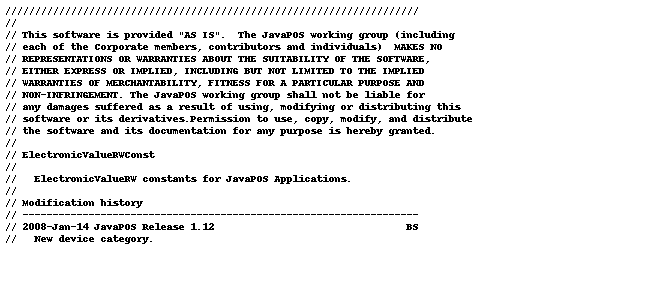 //////////////////////////////////////////////////////////////////////
//
// This software is provided "AS IS".  The JavaPOS working group (including
// each of the Corporate members, contributors and individuals)  MAKES NO
// REPRESENTATIONS OR WARRANTIES ABOUT THE SUITABILITY OF THE SOFTWARE,
// EITHER EXPRESS OR IMPLIED, INCLUDING BUT NOT LIMITED TO THE IMPLIED
// WARRANTIES OF MERCHANTABILITY, FITNESS FOR A PARTICULAR PURPOSE AND
// NON-INFRINGEMENT. The JavaPOS working group shall not be liable for
// any damages suffered as a result of using, modifying or distributing this
// software or its derivatives.Permission to use, copy, modify, and distribute
// the software and its documentation for any purpose is hereby granted.
//
// ElectronicValueRWConst
//
//   ElectronicValueRW constants for JavaPOS Applications.
//
// Modification history
// -------------------------------------------------------------------
// 2008-Jan-14 JavaPOS Release 1.12                                BS
//   New device category.